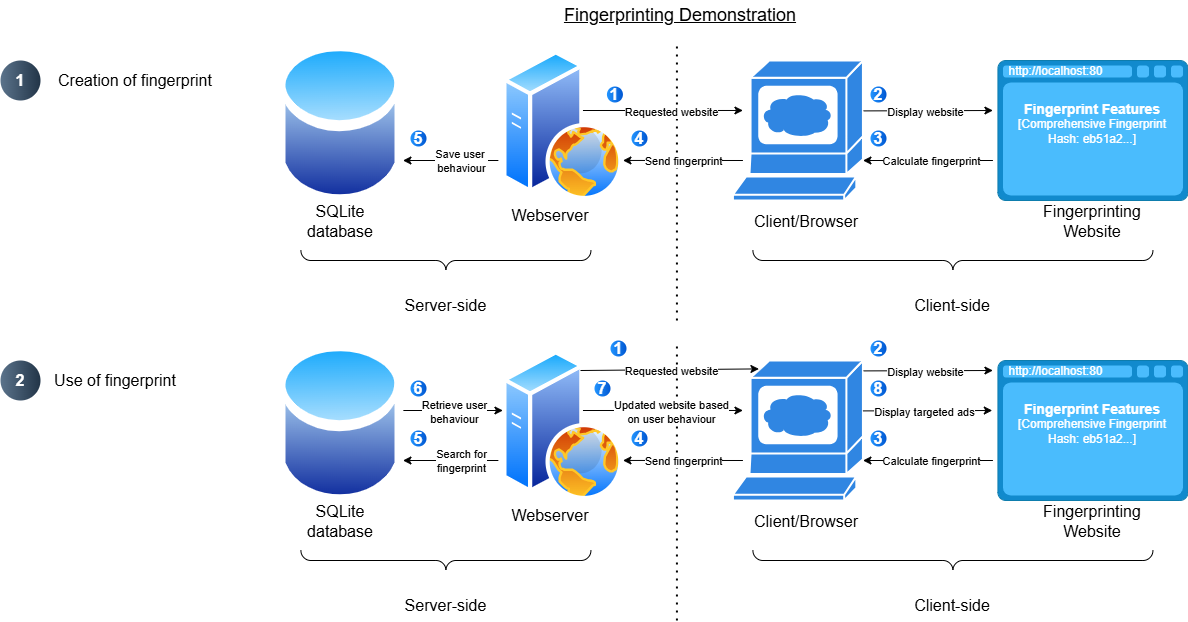 Fingerprinting Demonstration
1
Creation of fingerprint
1
Requested website
2
Display website
http://localhost:80
Fingerprint Features
[Comprehensive Fingerprint
Hash: eb51a2...]
5
Save user
behaviour
4
Send fingerprint
3
Calculate fingerprint
SQLite
database
Webserver
Client/Browser
Fingerprinting
Website
Server-side
Client-side
2
Use of fingerprint
1
Requested website
2
Display website
http://localhost:80
6
Retrieve user
behaviour
7
Updated website based
on user behaviour
8
Display targeted ads
Fingerprint Features
[Comprehensive Fingerprint
Hash: eb51a2...]
5
Search for
fingerprint
4
Send fingerprint
3
Calculate fingerprint
SQLite
database
Webserver
Client/Browser
Fingerprinting
Website
Server-side
Client-side